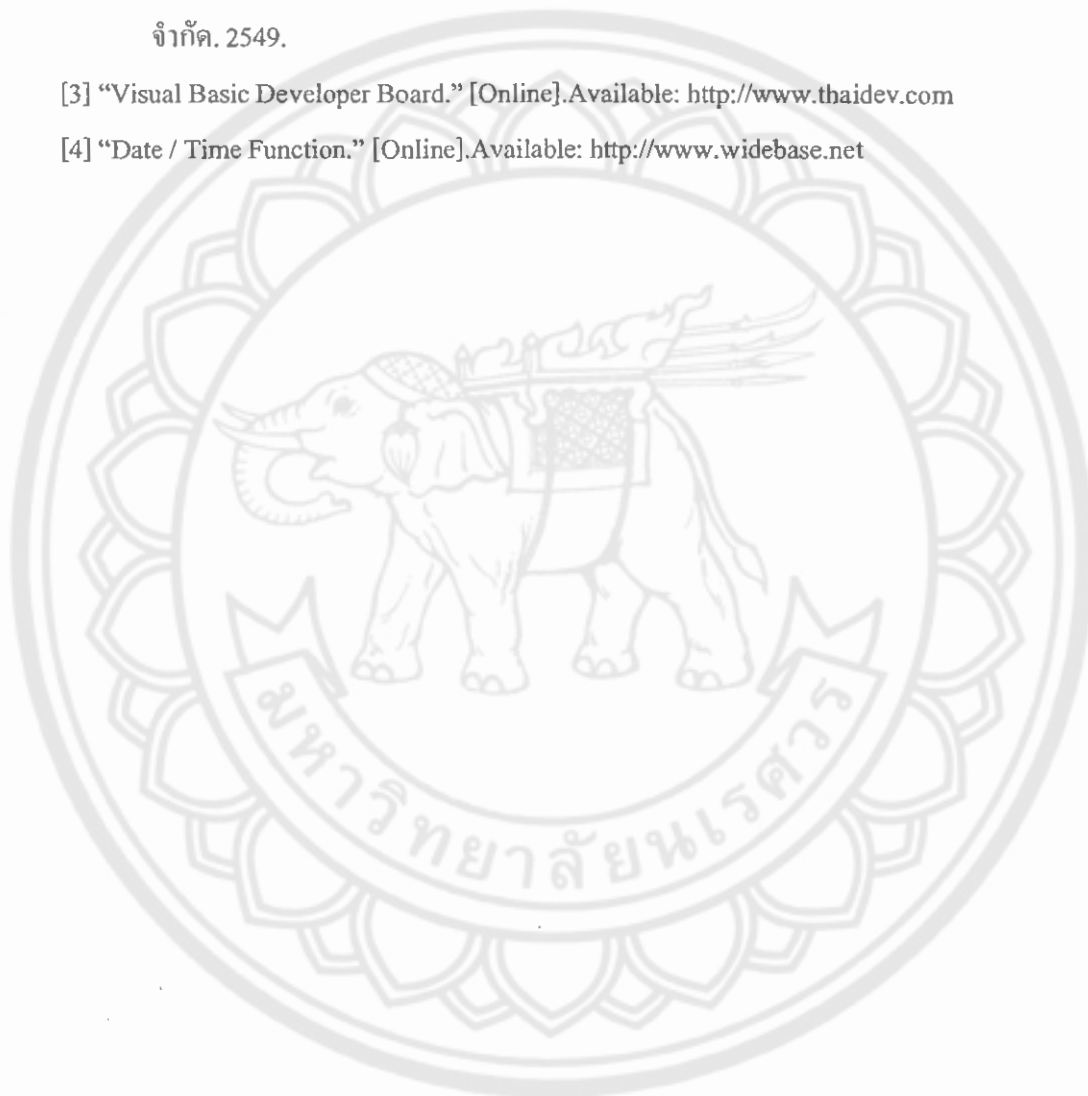 จำกัด. 2549.
[3] “Visual Basic Developer Board.” [Online].Available: http://www.thaidev.com
[4] “Date / Time Function.” [Online].Available: http://www.widebase.net
มหาวิทยาลัยนเรศวร